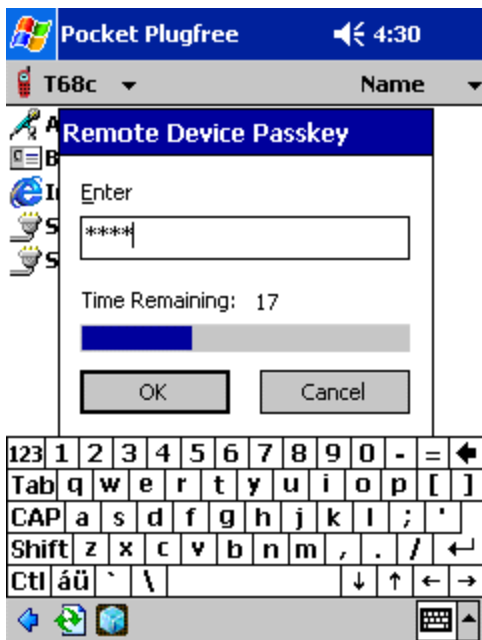 Pocket Plugfree 4:30
T68c Name
A
Remote Device Passkey
B
I
Enter
S
****
S
Time Remaining: 17
OK Cancel
123 1 2 3 4 5 6 7 8 9 0 - =
Tab q w e r t y u i o p [ ]
CAP a s d f g h j k l ; '
Shift z x c v b n m , . /
Ctl áü ` \ ↓ ↑ ← →